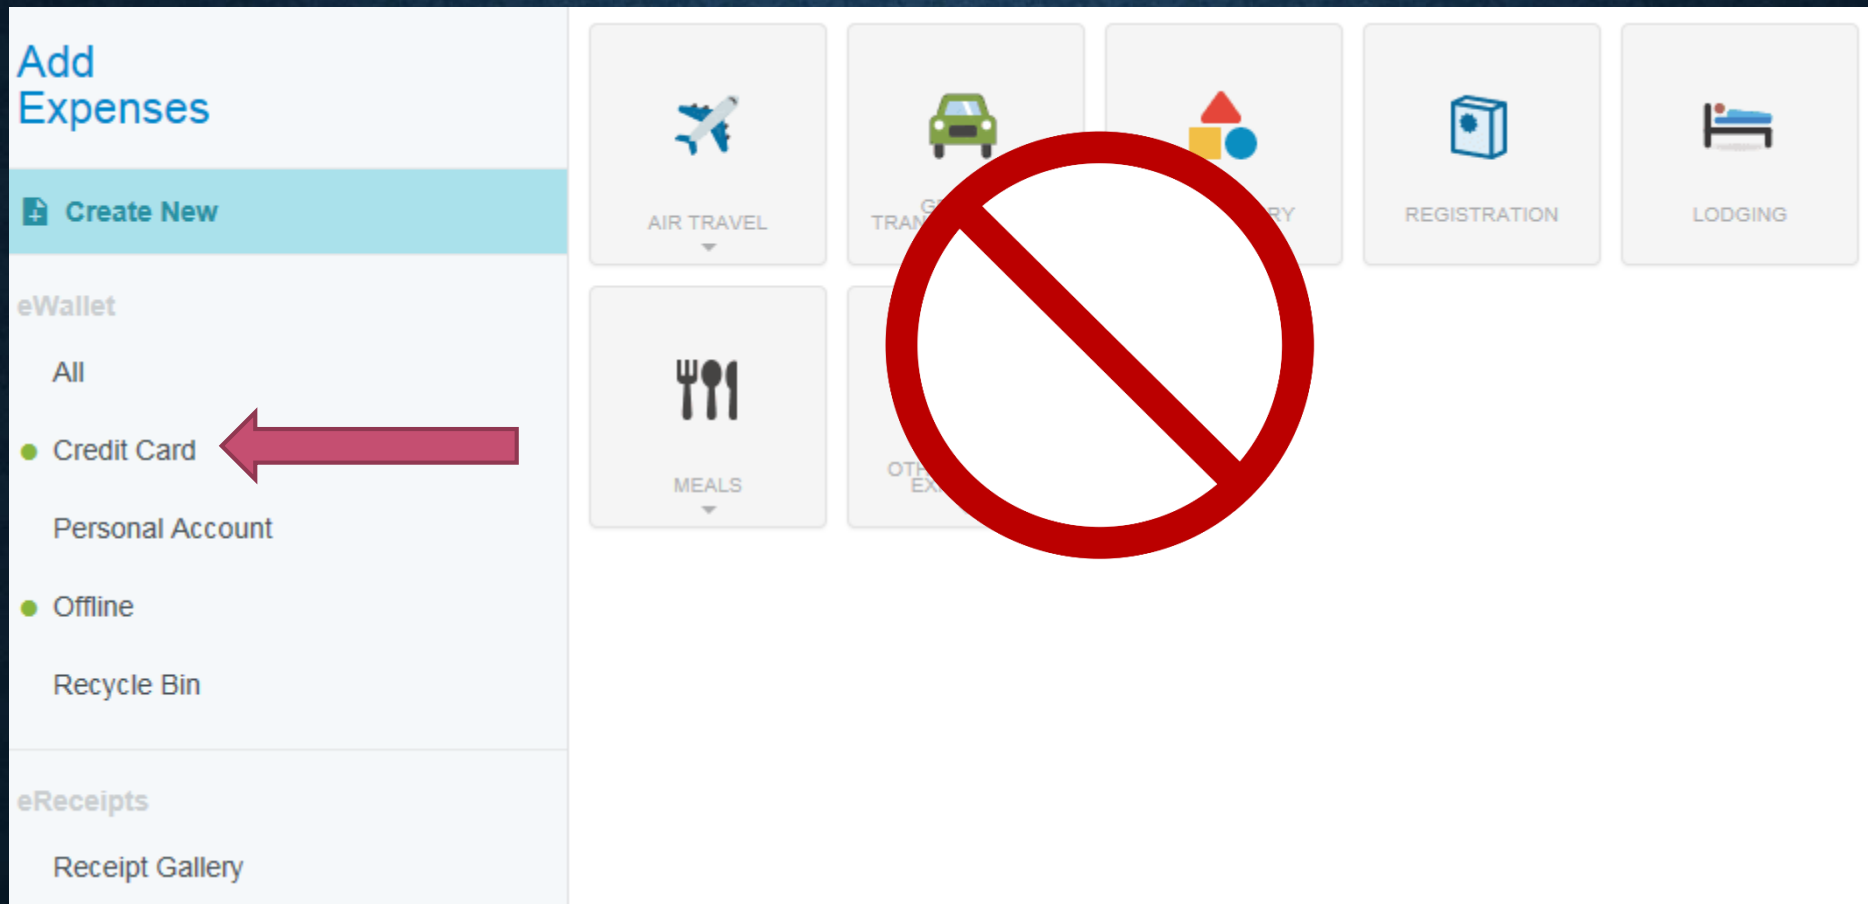 Add
Expenses
Create New
eWallet
All
Credit Card
Personal Account
Offline
Recycle Bin
eReceipts
Receipt Gallery
AIR TRAVEL
REGISTRATION
LODGING
MEALS